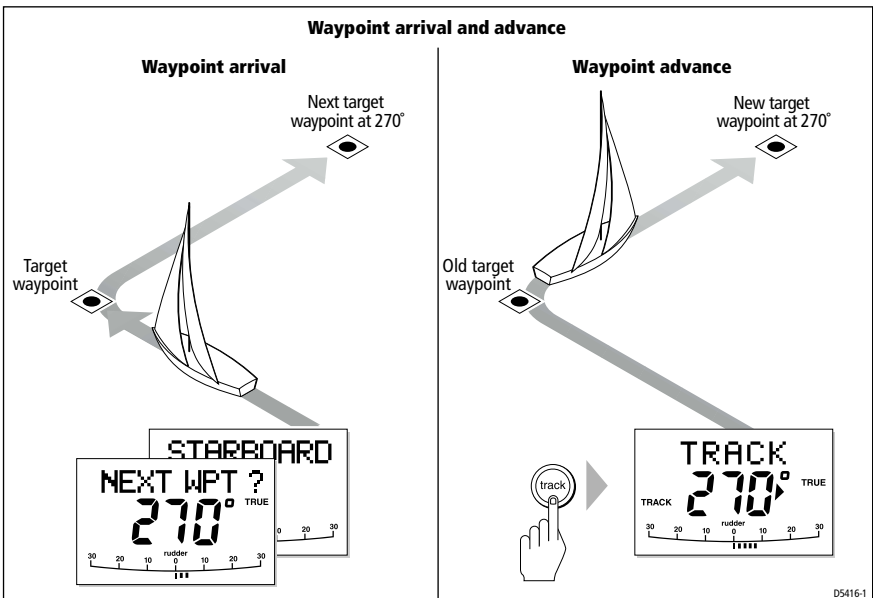 Waypoint arrival and advance
Waypoint arrival
Next target
waypoint at 270°
Target
waypoint
STARBOARD
0 20 30
NEXT WPT ?
270° TRUE
rudder
30 20 10 0 10 20 30
Waypoint advance
New target
waypoint at 270°
Old target
waypoint
track
TRACK
270° TRUE
TRACK
rudder
30 20 10 0 10 20 30
D5416-1